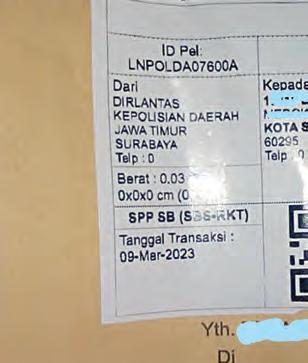 ID Pel:
LNPOLDA07600A
Dari
DIRLANTAS
KEPOLISIAN DAERAH
JAWA TIMUR
SURABAYA
Telp : 0
Kepada
KOTA S
60295
Telp : 0
Berat : 0.03
0x0x0 cm (0
SPP SB (SBS-RKT)
Tanggal Transaksi :
09-Mar-2023
Yth.
Di